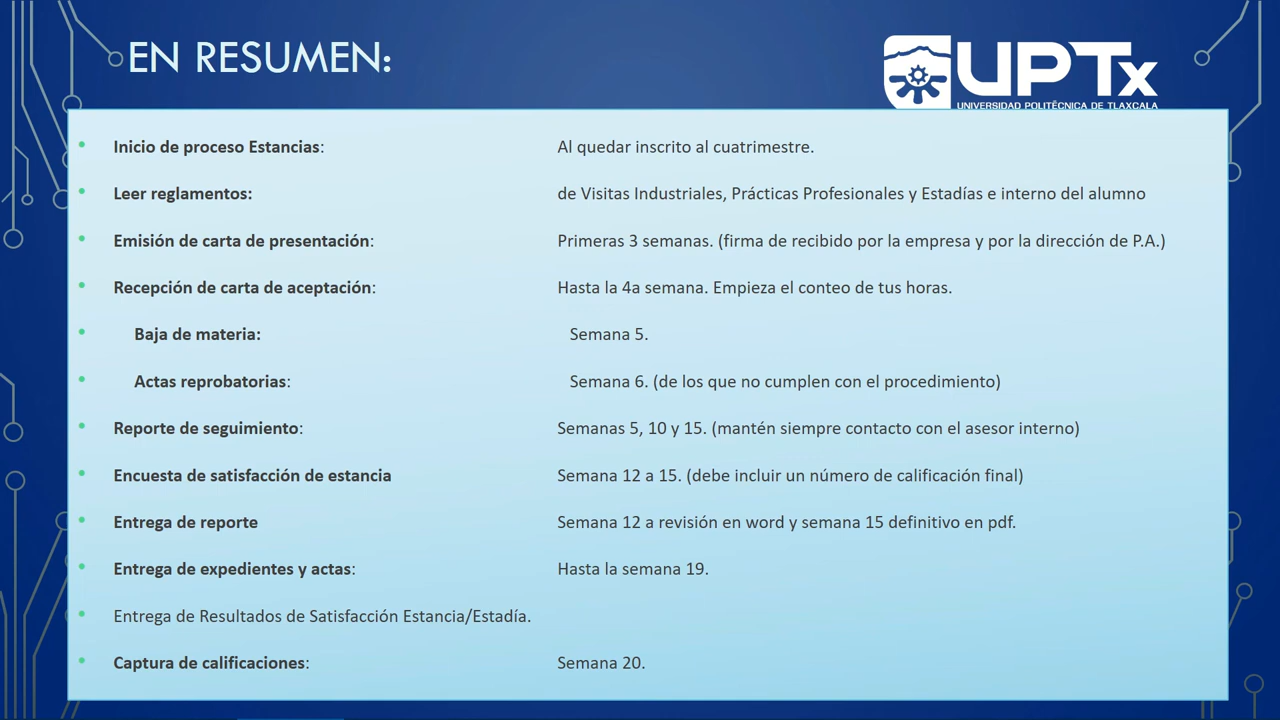 EN RESUMEN:
UPTx
UNIVERSIDAD POLITÉCNICA DE TLAXCALA
Inicio de proceso Estancias: Al quedar inscrito al cuatrimestre.
Leer reglamentos: de Visitas Industriales, Prácticas Profesionales y Estadías e interno del alumno
Emisión de carta de presentación: Primeras 3 semanas. (firma de recibido por la empresa y por la dirección de P.A.)
Recepción de carta de aceptación: Hasta la 4a semana. Empieza el conteo de tus horas.
Baja de materia: Semana 5.
Actas reprobatorias: Semana 6. (de los que no cumplen con el procedimiento)
Reporte de seguimiento: Semanas 5, 10 y 15. (mantén siempre contacto con el asesor interno)
Encuesta de satisfacción de estancia Semana 12 a 15. (debe incluir un número de calificación final)
Entrega de reporte Semana 12 a revisión en word y semana 15 definitivo en pdf.
Entrega de expedientes y actas: Hasta la semana 19.
Entrega de Resultados de Satisfacción Estancia/Estadía.
Captura de calificaciones: Semana 20.